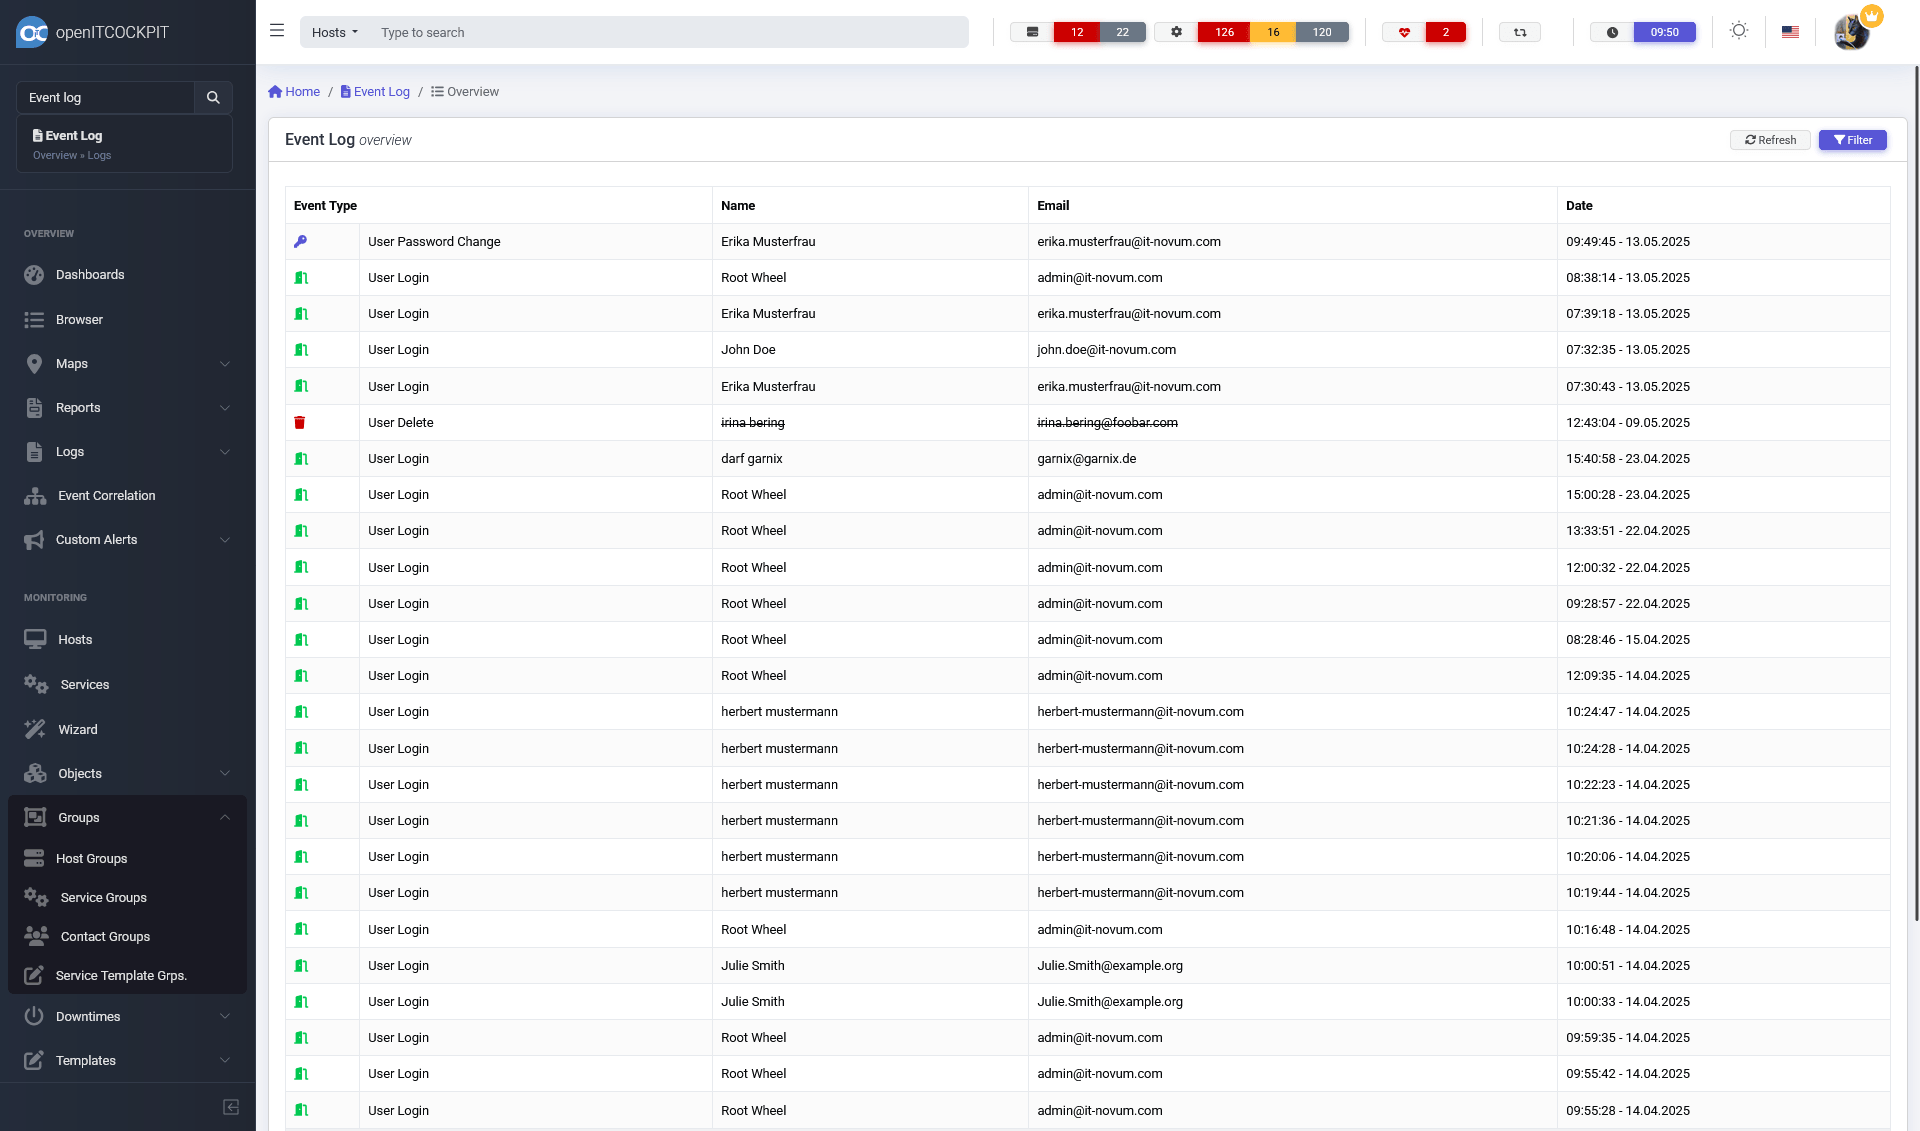 openITCOCKPIT
Hosts Type to search 12 22 126 16 120 2 09:50
Event log
Event Log
Overview » Logs
OVERVIEW
Dashboards
Browser
Maps
Reports
Logs
Event Correlation
Custom Alerts
MONITORING
Hosts
Services
Wizard
Objects
Groups
Host Groups
Service Groups
Contact Groups
Service Template Grps.
Downtimes
Templates
Home / Event Log / Overview
Event Log overview Refresh Filter
Event Type Name Email Date
User Password Change Erika Musterfrau erika.musterfrau@it-novum.com 09:49:45 - 13.05.2025
User Login Root Wheel admin@it-novum.com 08:38:14 - 13.05.2025
User Login Erika Musterfrau erika.musterfrau@it-novum.com 07:39:18 - 13.05.2025
User Login John Doe john.doe@it-novum.com 07:32:35 - 13.05.2025
User Login Erika Musterfrau erika.musterfrau@it-novum.com 07:30:43 - 13.05.2025
User Delete irina bering irina.bering@foobar.com 12:43:04 - 09.05.2025
User Login darf garnix garnix@garnix.de 15:40:58 - 23.04.2025
User Login Root Wheel admin@it-novum.com 15:00:28 - 23.04.2025
User Login Root Wheel admin@it-novum.com 13:33:51 - 22.04.2025
User Login Root Wheel admin@it-novum.com 12:00:32 - 22.04.2025
User Login Root Wheel admin@it-novum.com 09:28:57 - 22.04.2025
User Login Root Wheel admin@it-novum.com 08:28:46 - 15.04.2025
User Login Root Wheel admin@it-novum.com 12:09:35 - 14.04.2025
User Login herbert mustermann herbert-mustermann@it-novum.com 10:24:47 - 14.04.2025
User Login herbert mustermann herbert-mustermann@it-novum.com 10:24:28 - 14.04.2025
User Login herbert mustermann herbert-mustermann@it-novum.com 10:22:23 - 14.04.2025
User Login herbert mustermann herbert-mustermann@it-novum.com 10:21:36 - 14.04.2025
User Login herbert mustermann herbert-mustermann@it-novum.com 10:20:06 - 14.04.2025
User Login herbert mustermann herbert-mustermann@it-novum.com 10:19:44 - 14.04.2025
User Login Root Wheel admin@it-novum.com 10:16:48 - 14.04.2025
User Login Julie Smith Julie.Smith@example.org 10:00:51 - 14.04.2025
User Login Julie Smith Julie.Smith@example.org 10:00:33 - 14.04.2025
User Login Root Wheel admin@it-novum.com 09:59:35 - 14.04.2025
User Login Root Wheel admin@it-novum.com 09:55:42 - 14.04.2025
User Login Root Wheel admin@it-novum.com 09:55:28 - 14.04.2025